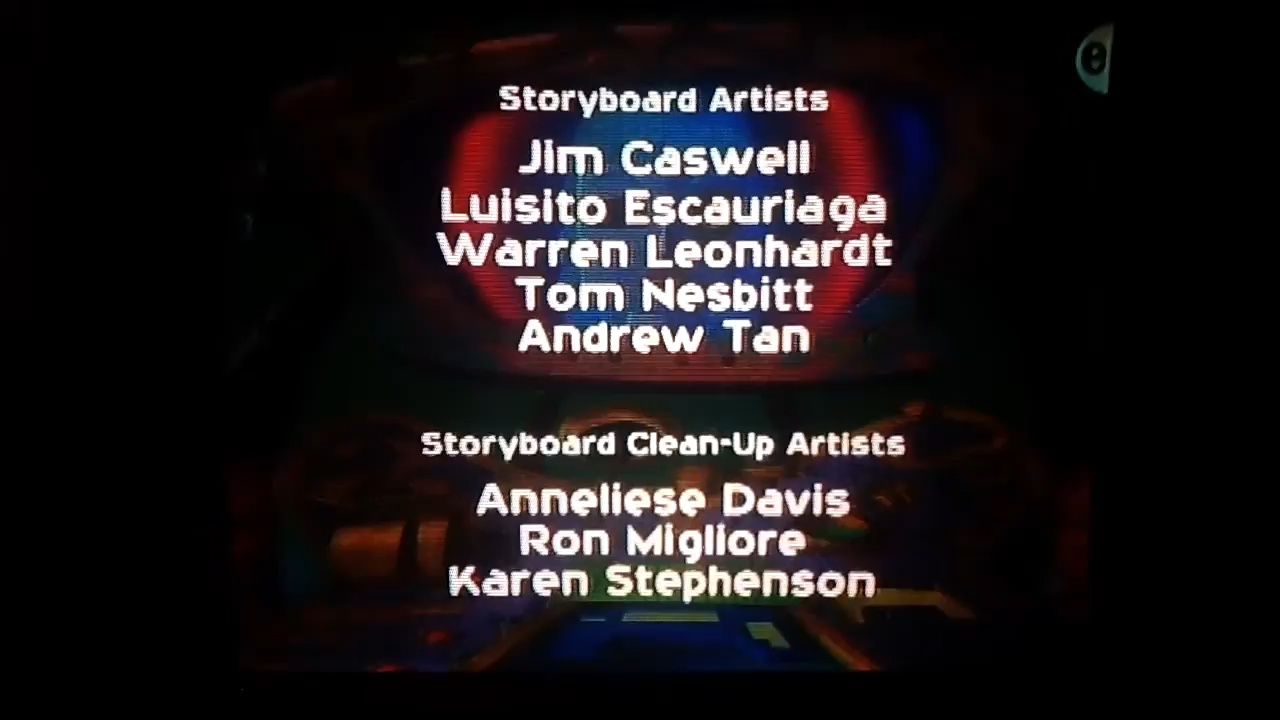 e
Storyboard Artists
Jim Caswell
Luisito Escauriaga
Warren Leonhardt
Tom Nesbitt
Andrew Tan
Storyboard Clean-Up Artists
Anneliese Davis
Ron Migliore
Karen Stephenson